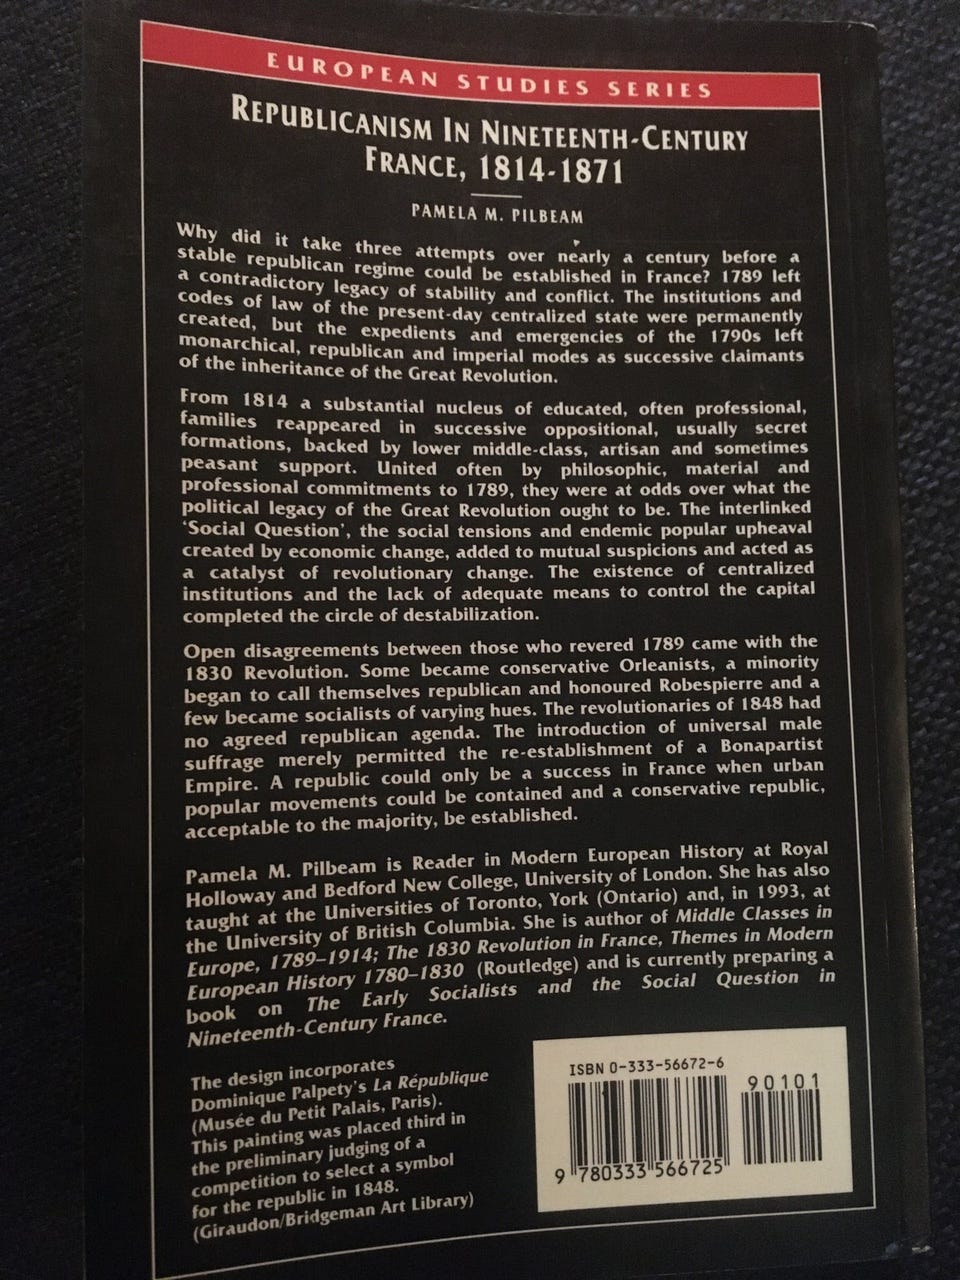 EUROPEAN STUDIES SERIES
REPUBLICANISM IN NINETEENTH-CENTURY
FRANCE, 1814-1871
PAMELA M. PILBEAM
Why did it take three attempts over nearly a century before a
stable republican regime could be established in France? 1789 left
a contradictory legacy of stability and conflict. The institutions and
codes of law of the present-day centralized state were permanently
created, but the expedients and emergencies of the 1790s left
monarchical, republican and imperial modes as successive claimants
of the inheritance of the Great Revolution.
From 1814 a substantial nucleus of educated, often professional,
families reappeared in successive oppositional, usually secret
formations, backed by lower middle-class, artisan and sometimes
peasant support. United often by philosophic, material and
professional commitments to 1789, they were at odds over what the
political legacy of the Great Revolution ought to be. The interlinked
'Social Question', the social tensions and endemic popular upheaval
created by economic change, added to mutual suspicions and acted as
a catalyst of revolutionary change. The existence of centralized
institutions and the lack of adequate means to control the capital
completed the circle of destabilization.
Open disagreements between those who revered 1789 came with the
1830 Revolution. Some became conservative Orleanists, a minority
began to call themselves republican and honoured Robespierre and a
few became socialists of varying hues. The revolutionaries of 1848 had
no agreed republican agenda. The introduction of universal male
suffrage merely permitted the re-establishment of a Bonapartist
Empire. A republic could only be a success in France when urban
popular movements could be contained and a conservative republic,
acceptable to the majority, be established.
Pamela M. Pilbeam is Reader in Modern European History at Royal
Holloway and Bedford New College, University of London. She has also
taught at the Universities of Toronto, York (Ontario) and, in 1993, at
the University of British Columbia. She is author of Middle Classes in
Europe, 1789–1914; The 1830 Revolution in France, Themes in Modern
European History 1780–1830 (Routledge) and is currently preparing a
book on The Early Socialists and the Social Question in
Nineteenth-Century France.
The design incorporates
Dominique Palpety's La République
(Musée du Petit Palais, Paris).
This painting was placed third in
the preliminary judging of a
competition to select a symbol
for the republic in 1848.
(Giraudon/Bridgeman Art Library)
ISBN 0-333-56672-6
90101
9 780333 566725